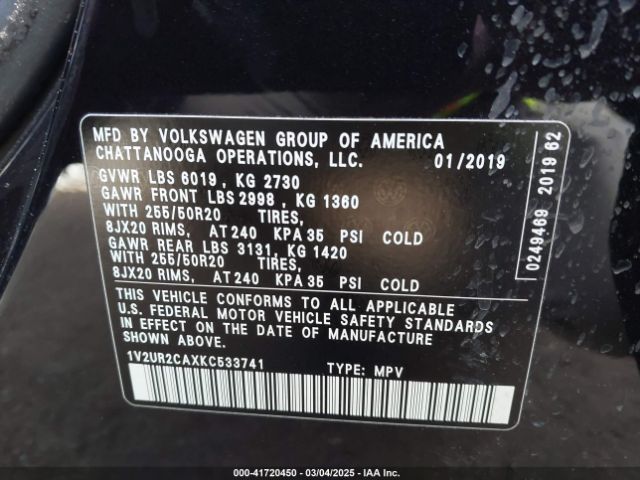 MFD BY VOLKSWAGEN GROUP OF AMERICA
CHATTANOOGA OPERATIONS, LLC. 01/2019
GVWR LBS 6019 , KG 2730
GAWR FRONT LBS 2998 , KG 1360
WITH 255/50R20 TIRES,
8JX20 RIMS, AT 240 KPA 35 PSI COLD
GAWR REAR LBS 3131, KG 1420
WITH 255/50R20 TIRES,
8JX20 RIMS, AT 240 KPA 35 PSI COLD
THIS VEHICLE CONFORMS TO ALL APPLICABLE
U.S. FEDERAL MOTOR VEHICLE SAFETY STANDARDS
IN EFFECT ON THE DATE OF MANUFACTURE
SHOWN ABOVE.
1V2UR2CAXKC533741 TYPE: MPV
0249469 2019 62
000-41720450 - 03/04/2025 - IAA Inc.